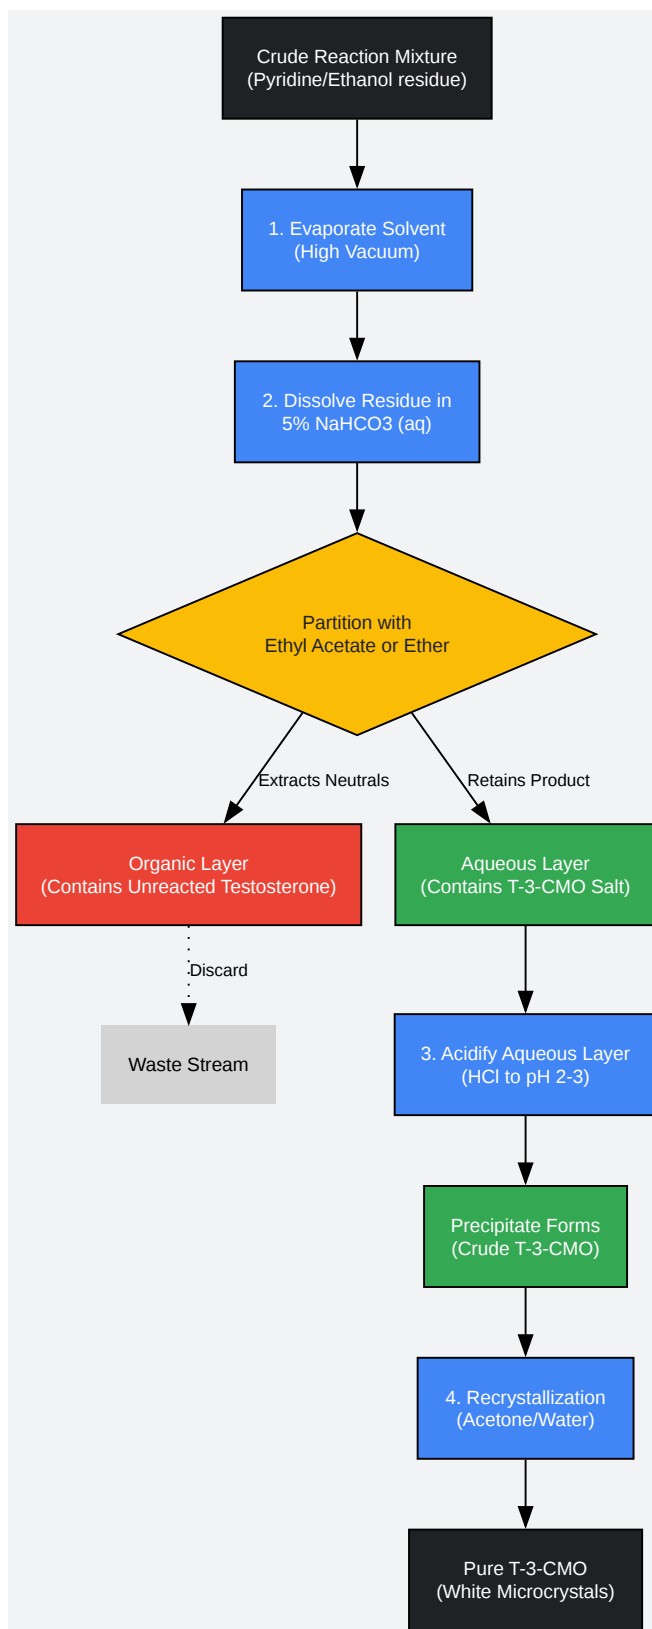 Crude Reaction Mixture
(Pyridine/Ethanol residue)
1. Evaporate Solvent
(High Vacuum)
2. Dissolve Residue in
5% NaHCO3 (aq)
Partition with
Ethyl Acetate or Ether
Extracts Neutrals
Retains Product
Organic Layer
(Contains Unreacted Testosterone)
Aqueous Layer
(Contains T-3-CMO Salt)
Discard
Waste Stream
3. Acidify Aqueous Layer
(HCl to pH 2-3)
Precipitate Forms
(Crude T-3-CMO)
4. Recrystallization
(Acetone/Water)
Pure T-3-CMO
(White Microcrystals)